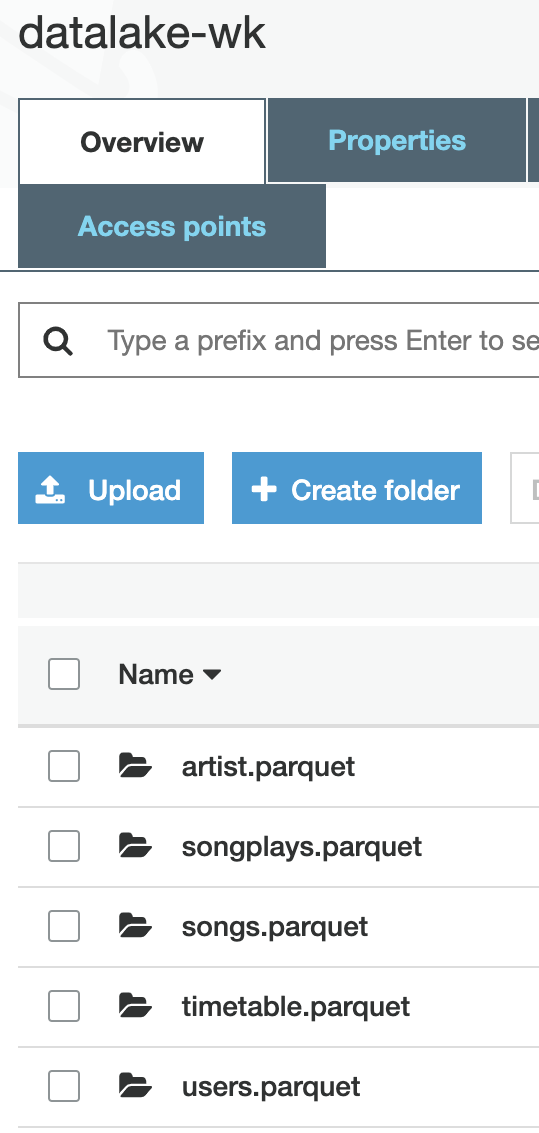 datalake-wk
Overview
Properties
Access points
Type a prefix and press Enter to se
Upload
Create folder
Name
artist.parquet
songplays.parquet
songs.parquet
timetable.parquet
users.parquet